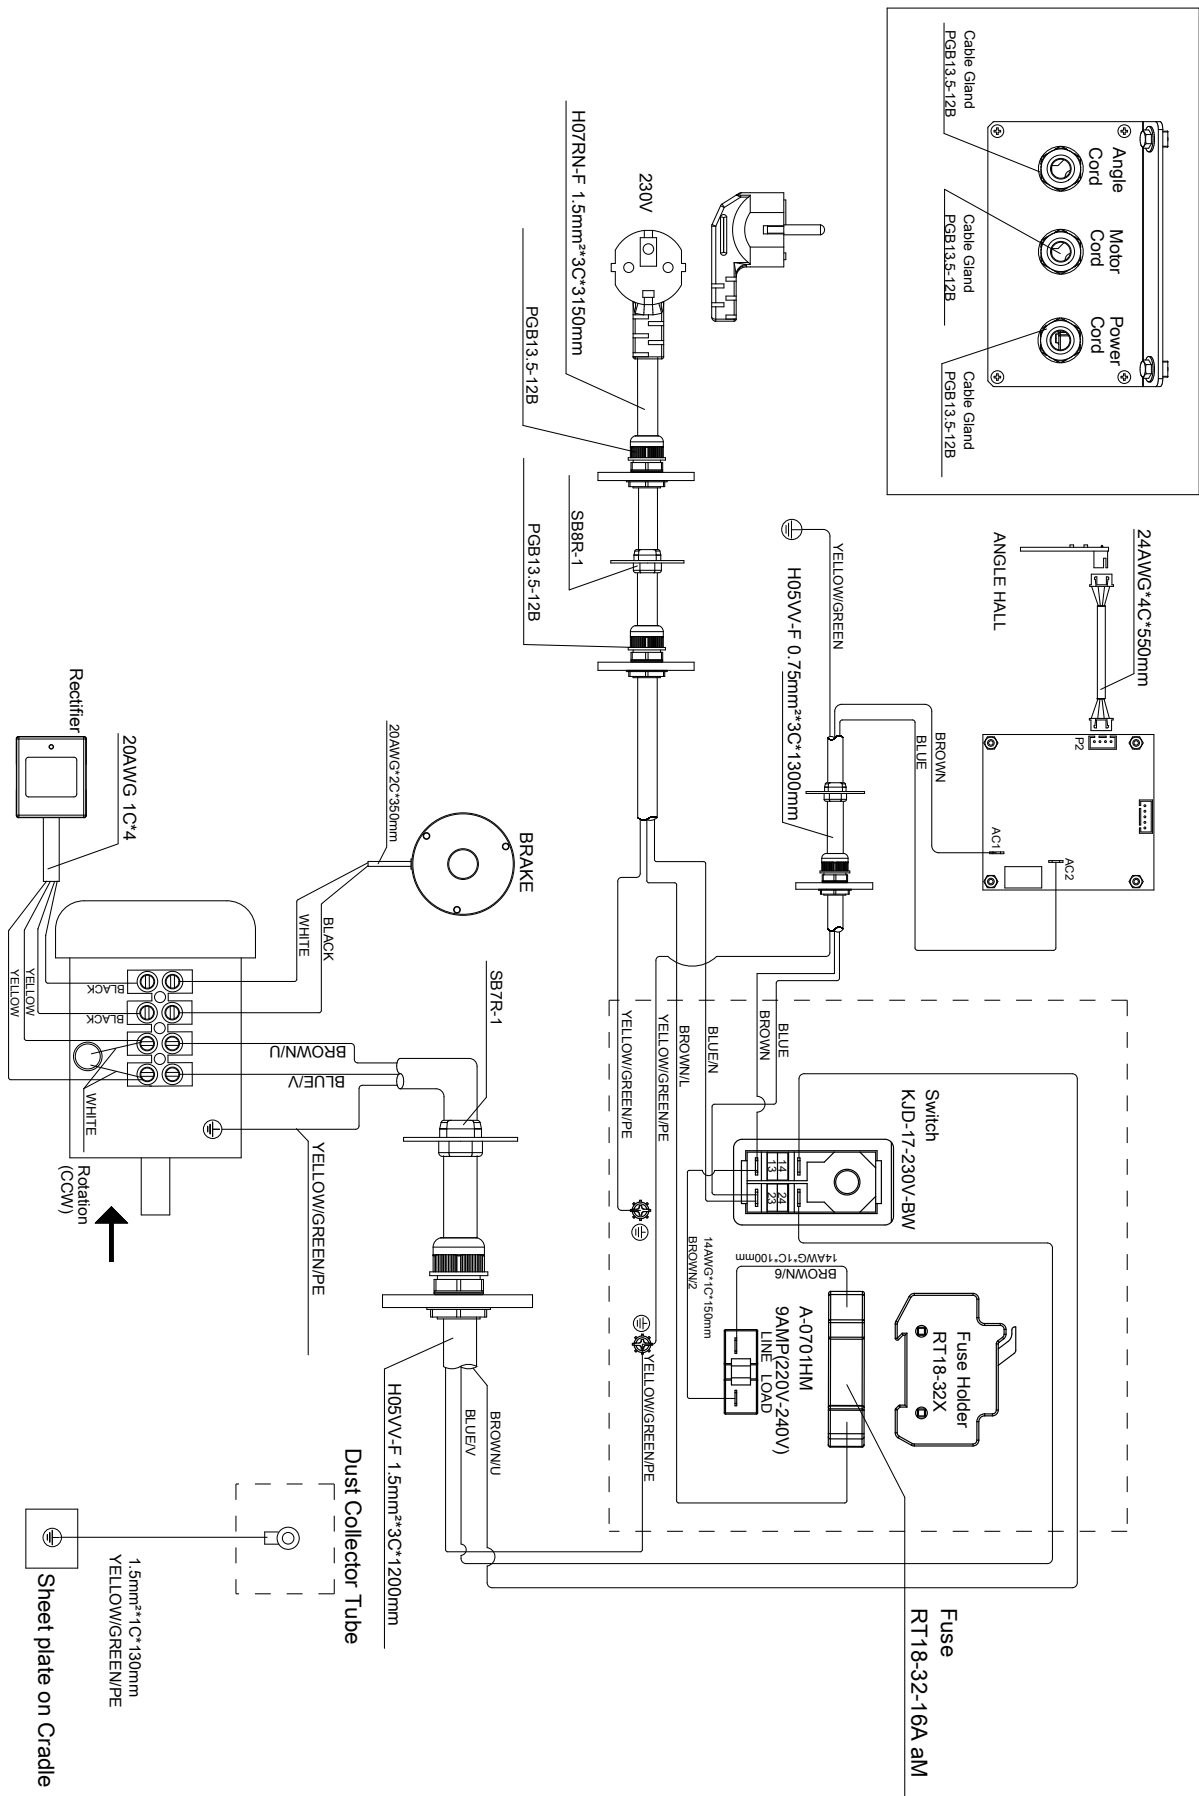 Angle
Cord
Motor
Cord
Power
Cord
Cable Gland
PGB13.5-12B
Cable Gland
PGB13.5-12B
Cable Gland
PGB13.5-12B
24AWG*4C*550mm
ANGLE HALL
P2
AC1
AC2
BROWN
BLUE
YELLOW/GREEN
H05VV-F 0.75mm²*3C*1300mm
230V
H07RN-F 1.5mm²*3C*3150mm
PGB13.5-12B
SB8R-1
PGB13.5-12B
Switch
KJD-17-230V-BW
14
13
24
23
BLUE
BROWN
BLUE/N
BROWN/L
YELLOW/GREEN/PE
YELLOW/GREEN/PE
Fuse Holder
RT18-32X
Fuse
RT18-32-16A aM
A-0701HM
9AMP(220V-240V)
LINE LOAD
BROWN/6
14AWG*1C*100mm
14AWG*1C*150mm
BROWN/2
YELLOW/GREEN/PE
BRAKE
20AWG*2C*350mm
BLACK
WHITE
Rectifier
20AWG 1C*4
BLACK
BLACK
YELLOW
YELLOW
BROWN/U
BLUE/V
WHITE
SB7R-1
YELLOW/GREEN/PE
Rotation
(CCW)
BROWN/U
BLUE/V
H05VV-F 1.5mm²*3C*1200mm
Dust Collector Tube
1.5mm²*1C*130mm
YELLOW/GREEN/PE
Sheet plate on Cradle